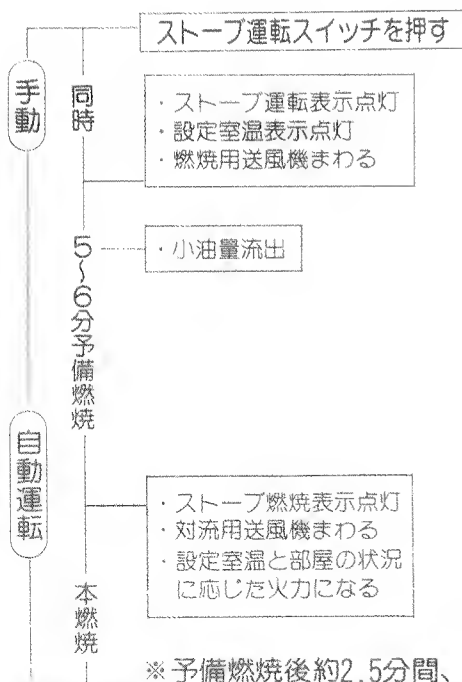 ストーブ運転スイッチを押す
手動
同時
・ストーブ運転表示点灯
・設定室温表示点灯
・燃焼用送風機まわる
5〜6分予備燃焼
・小油量流出
自動運転
・ストーブ燃焼表示点灯
・対流用送風機まわる
・設定室温と部屋の状況
に応じた火力になる
本燃焼
※予備燃焼後約2.5分間、